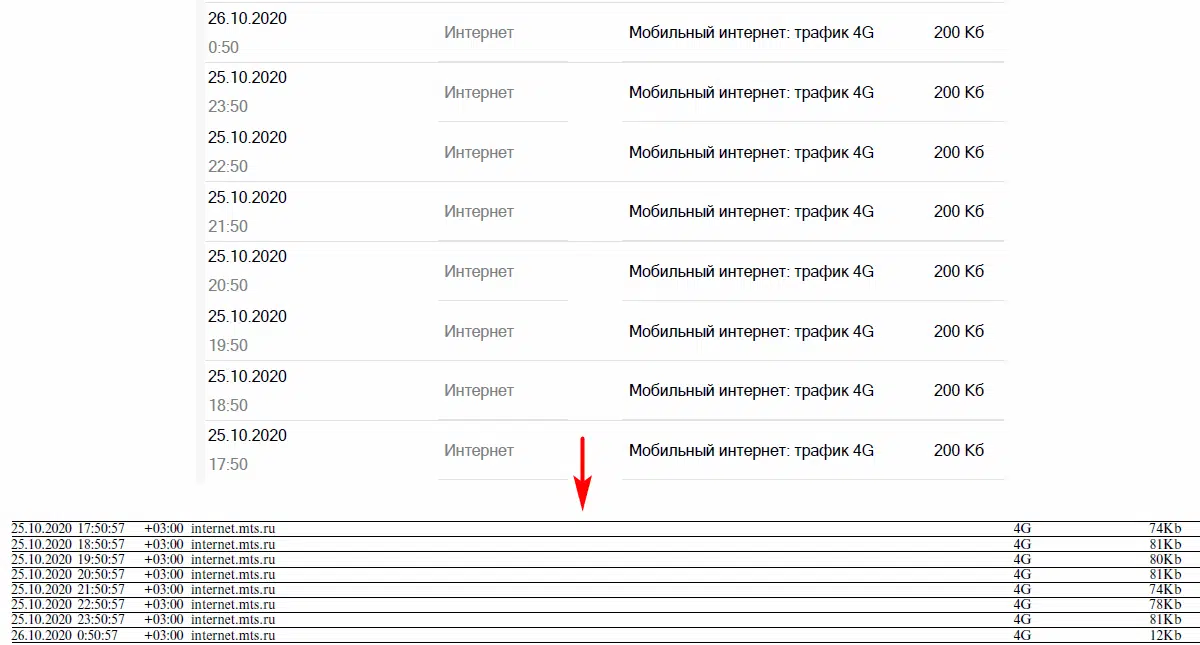 26.10.2020
0:50 Интернет Мобильный интернет: трафик 4G 200 Кб
25.10.2020
23:50 Интернет Мобильный интернет: трафик 4G 200 Кб
25.10.2020
22:50 Интернет Мобильный интернет: трафик 4G 200 Кб
25.10.2020
21:50 Интернет Мобильный интернет: трафик 4G 200 Кб
25.10.2020
20:50 Интернет Мобильный интернет: трафик 4G 200 Кб
25.10.2020
19:50 Интернет Мобильный интернет: трафик 4G 200 Кб
25.10.2020
18:50 Интернет Мобильный интернет: трафик 4G 200 Кб
25.10.2020
17:50 Интернет Мобильный интернет: трафик 4G 200 Кб
25.10.2020 17:50:57 +03:00 internet.mts.ru 4G 74Kb
25.10.2020 18:50:57 +03:00 internet.mts.ru 4G 81Kb
25.10.2020 19:50:57 +03:00 internet.mts.ru 4G 80Kb
25.10.2020 20:50:57 +03:00 internet.mts.ru 4G 81Kb
25.10.2020 21:50:57 +03:00 internet.mts.ru 4G 74Kb
25.10.2020 22:50:57 +03:00 internet.mts.ru 4G 78Kb
25.10.2020 23:50:57 +03:00 internet.mts.ru 4G 81Kb
26.10.2020 0:50:57 +03:00 internet.mts.ru 4G 12Kb